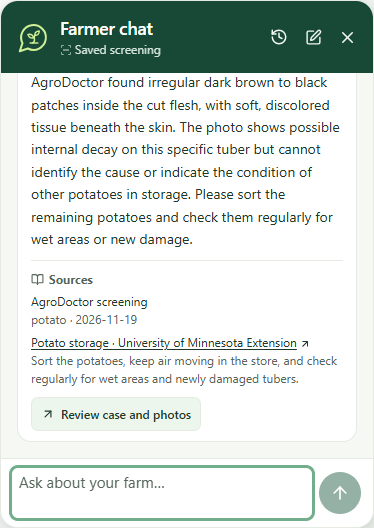 Farmer chat
Saved screening
AgroDoctor found irregular dark brown to black
patches inside the cut flesh, with soft, discolored
tissue beneath the skin. The photo shows possible
internal decay on this specific tuber but cannot
identify the cause or indicate the condition of
other potatoes in storage. Please sort the
remaining potatoes and check them regularly for
wet areas or new damage.
Sources
AgroDoctor screening
potato · 2026-11-19
Potato storage · University of Minnesota Extension ↗
Sort the potatoes, keep air moving in the store, and check
regularly for wet areas and newly damaged tubers.
Review case and photos
Ask about your farm...